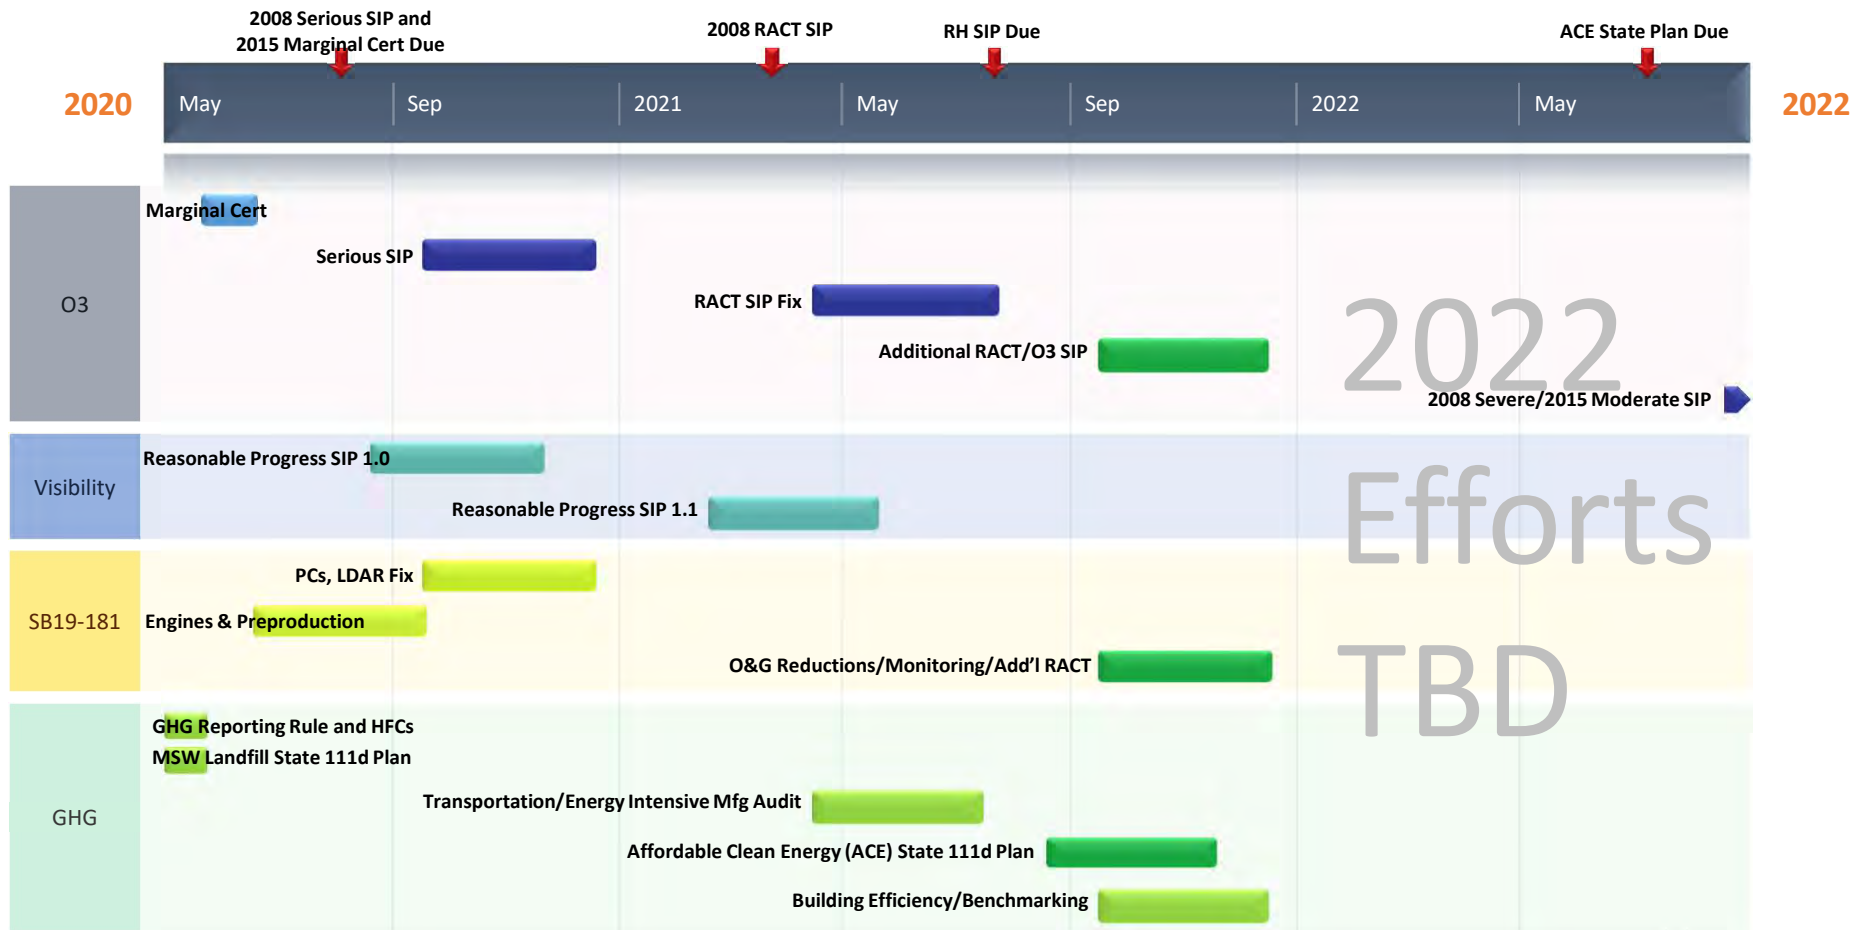 2008 Serious SIP and
2015 Marginal Cert Due
2008 RACT SIP
RH SIP Due
ACE State Plan Due
2020
May
Sep
2021
May
Sep
2022
May
2022
O3
Marginal Cert
Serious SIP
RACT SIP Fix
Additional RACT/O3 SIP
2008 Severe/2015 Moderate SIP
2022
Efforts
TBD
Visibility
Reasonable Progress SIP 1.0
Reasonable Progress SIP 1.1
SB19-181
PCs, LDAR Fix
Engines & Preproduction
O&G Reductions/Monitoring/Add'l RACT
GHG
GHG Reporting Rule and HFCs
MSW Landfill State 111d Plan
Transportation/Energy Intensive Mfg Audit
Affordable Clean Energy (ACE) State 111d Plan
Building Efficiency/Benchmarking